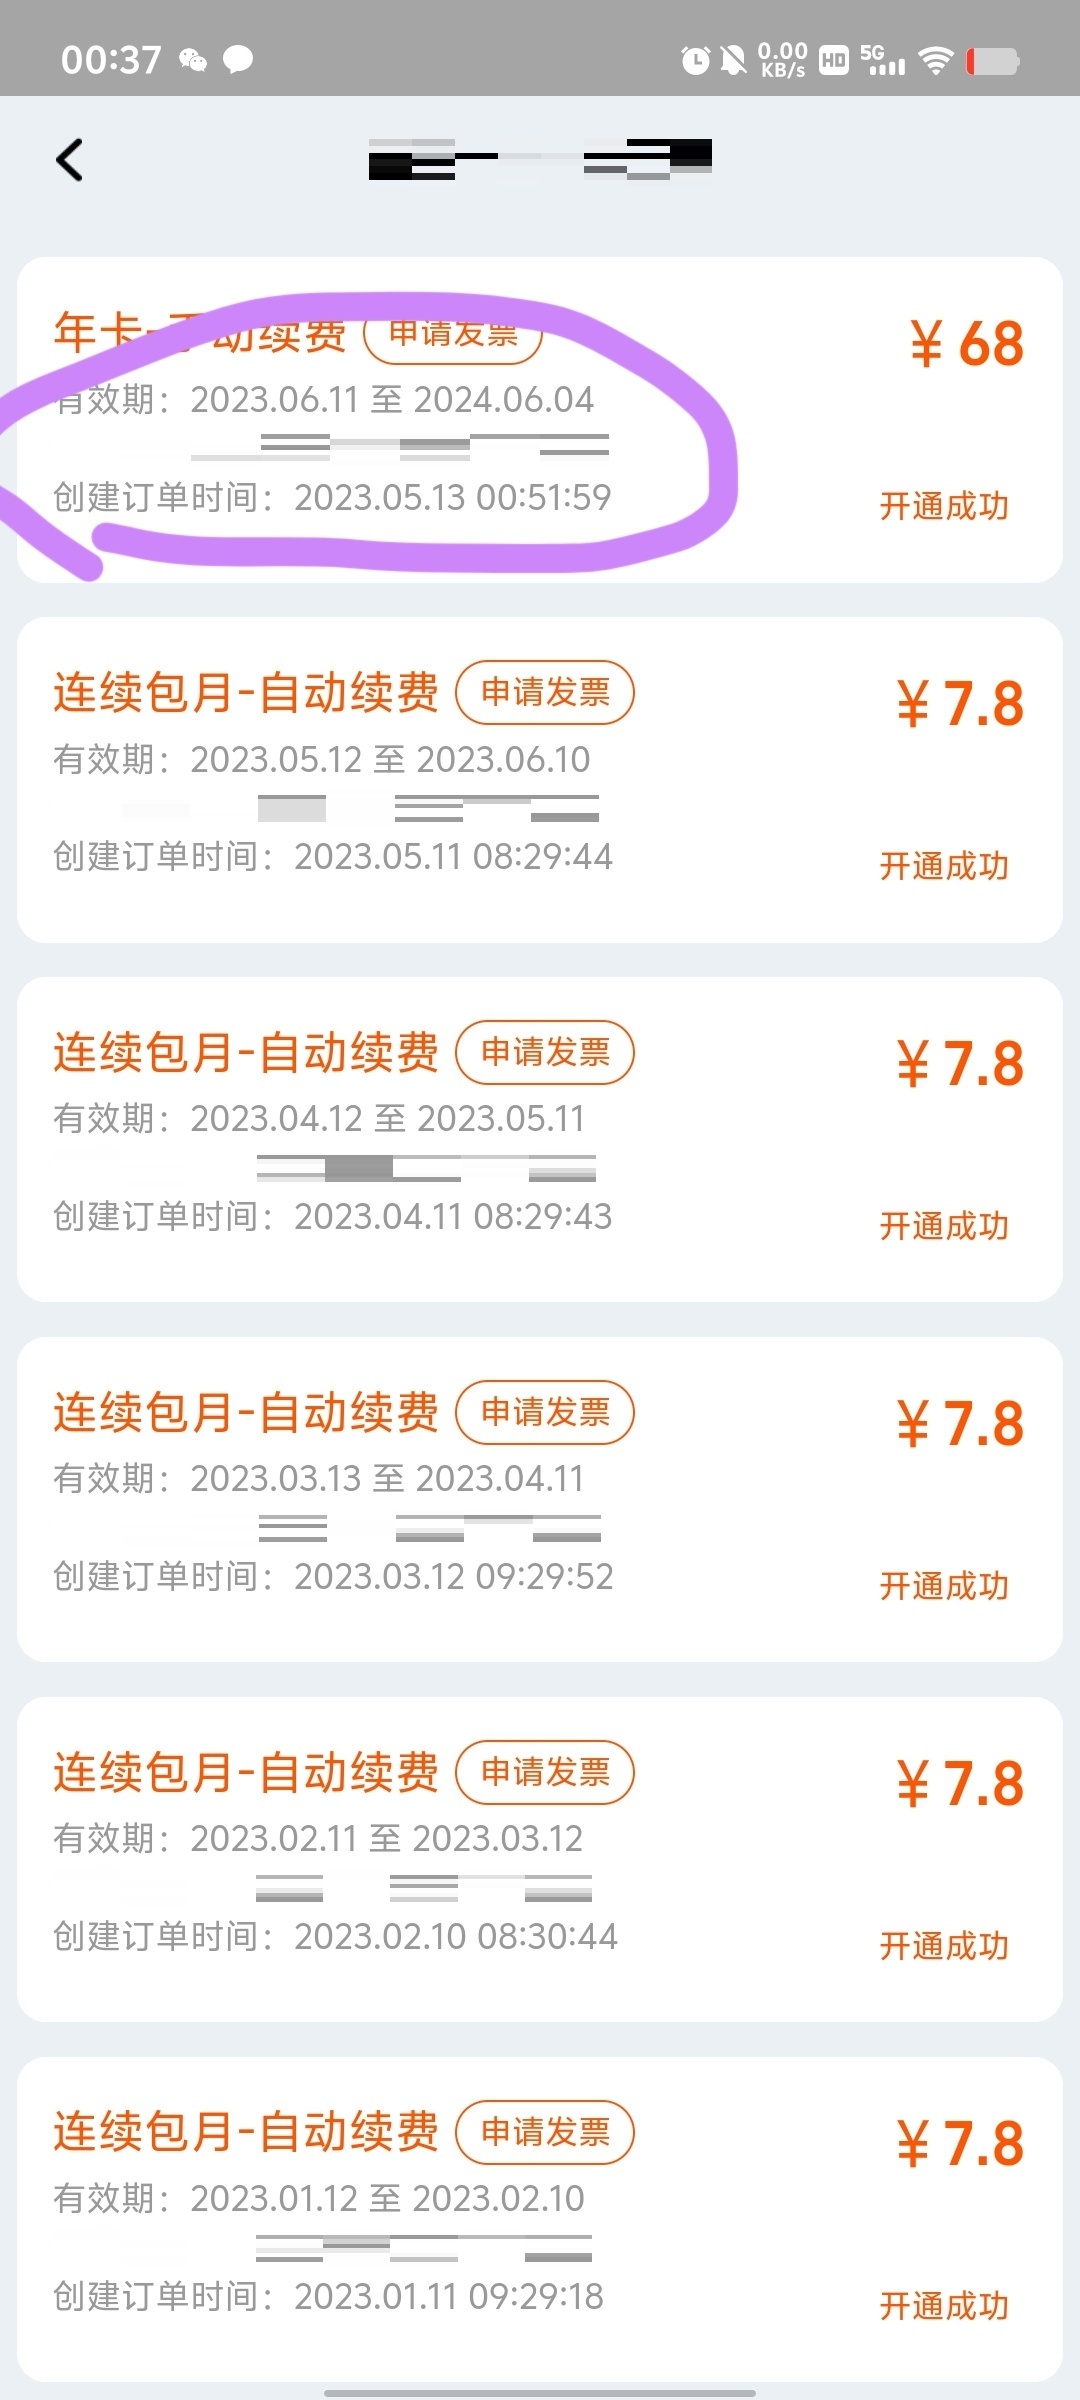 00:37
0.00 KB/s HD 5G
年卡-手动续费 申请发票 ¥ 68
有效期：2023.06.11 至 2024.06.04
创建订单时间：2023.05.13 00:51:59 开通成功
连续包月-自动续费 申请发票 ¥ 7.8
有效期：2023.05.12 至 2023.06.10
创建订单时间：2023.05.11 08:29:44 开通成功
连续包月-自动续费 申请发票 ¥ 7.8
有效期：2023.04.12 至 2023.05.11
创建订单时间：2023.04.11 08:29:43 开通成功
连续包月-自动续费 申请发票 ¥ 7.8
有效期：2023.03.13 至 2023.04.11
创建订单时间：2023.03.12 09:29:52 开通成功
连续包月-自动续费 申请发票 ¥ 7.8
有效期：2023.02.11 至 2023.03.12
创建订单时间：2023.02.10 08:30:44 开通成功
连续包月-自动续费 申请发票 ¥ 7.8
有效期：2023.01.12 至 2023.02.10
创建订单时间：2023.01.11 09:29:18 开通成功